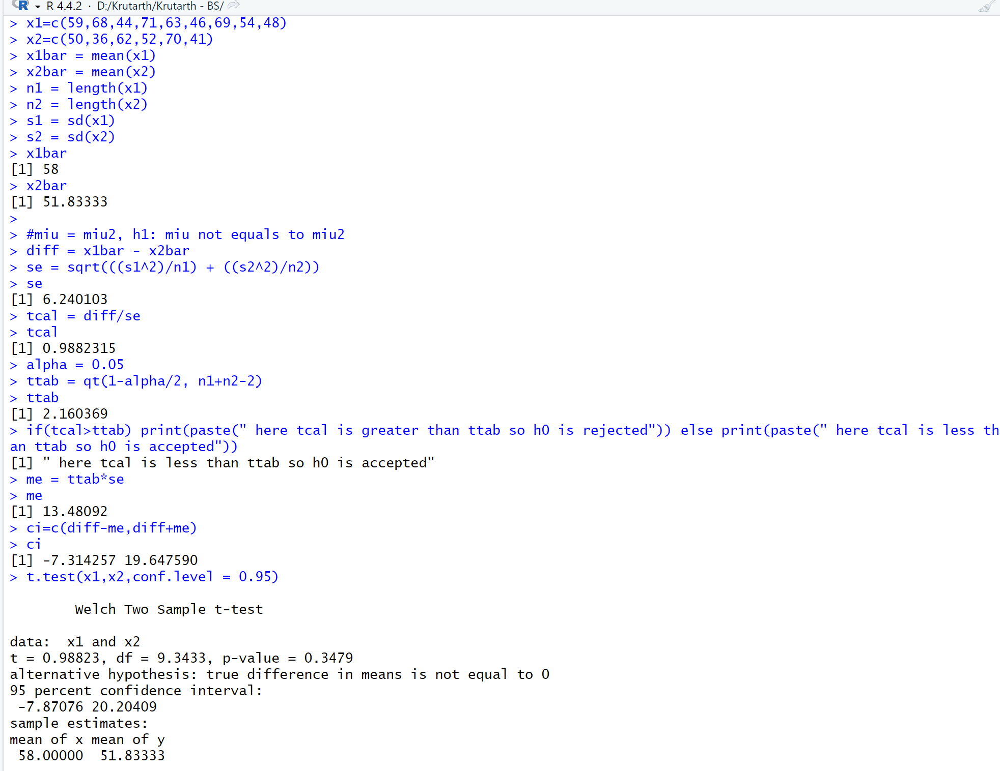 R R 4.4.2 · D:/Krutarth/Krutarth - BS/
> x1=c(59,68,44,71,63,46,69,54,48)
> x2=c(50,36,62,52,70,41)
> x1bar = mean(x1)
> x2bar = mean(x2)
> n1 = length(x1)
> n2 = length(x2)
> s1 = sd(x1)
> s2 = sd(x2)
> x1bar
[1] 58
> x2bar
[1] 51.83333
>
> #miu = miu2, h1: miu not equals to miu2
> diff = x1bar - x2bar
> se = sqrt(((s1^2)/n1) + ((s2^2)/n2))
> se
[1] 6.240103
> tcal = diff/se
> tcal
[1] 0.9882315
> alpha = 0.05
> ttab = qt(1-alpha/2, n1+n2-2)
> ttab
[1] 2.160369
> if(tcal>ttab) print(paste(" here tcal is greater than ttab so h0 is rejected")) else print(paste(" here tcal is less th
an ttab so h0 is accepted"))
[1] " here tcal is less than ttab so h0 is accepted"
> me = ttab*se
> me
[1] 13.48092
> ci=c(diff-me,diff+me)
> ci
[1] -7.314257 19.647590
> t.test(x1,x2,conf.level = 0.95)
Welch Two Sample t-test
data:  x1 and x2
t = 0.98823, df = 9.3433, p-value = 0.3479
alternative hypothesis: true difference in means is not equal to 0
95 percent confidence interval:
 -7.87076 20.20409
sample estimates:
mean of x mean of y
 58.00000  51.83333